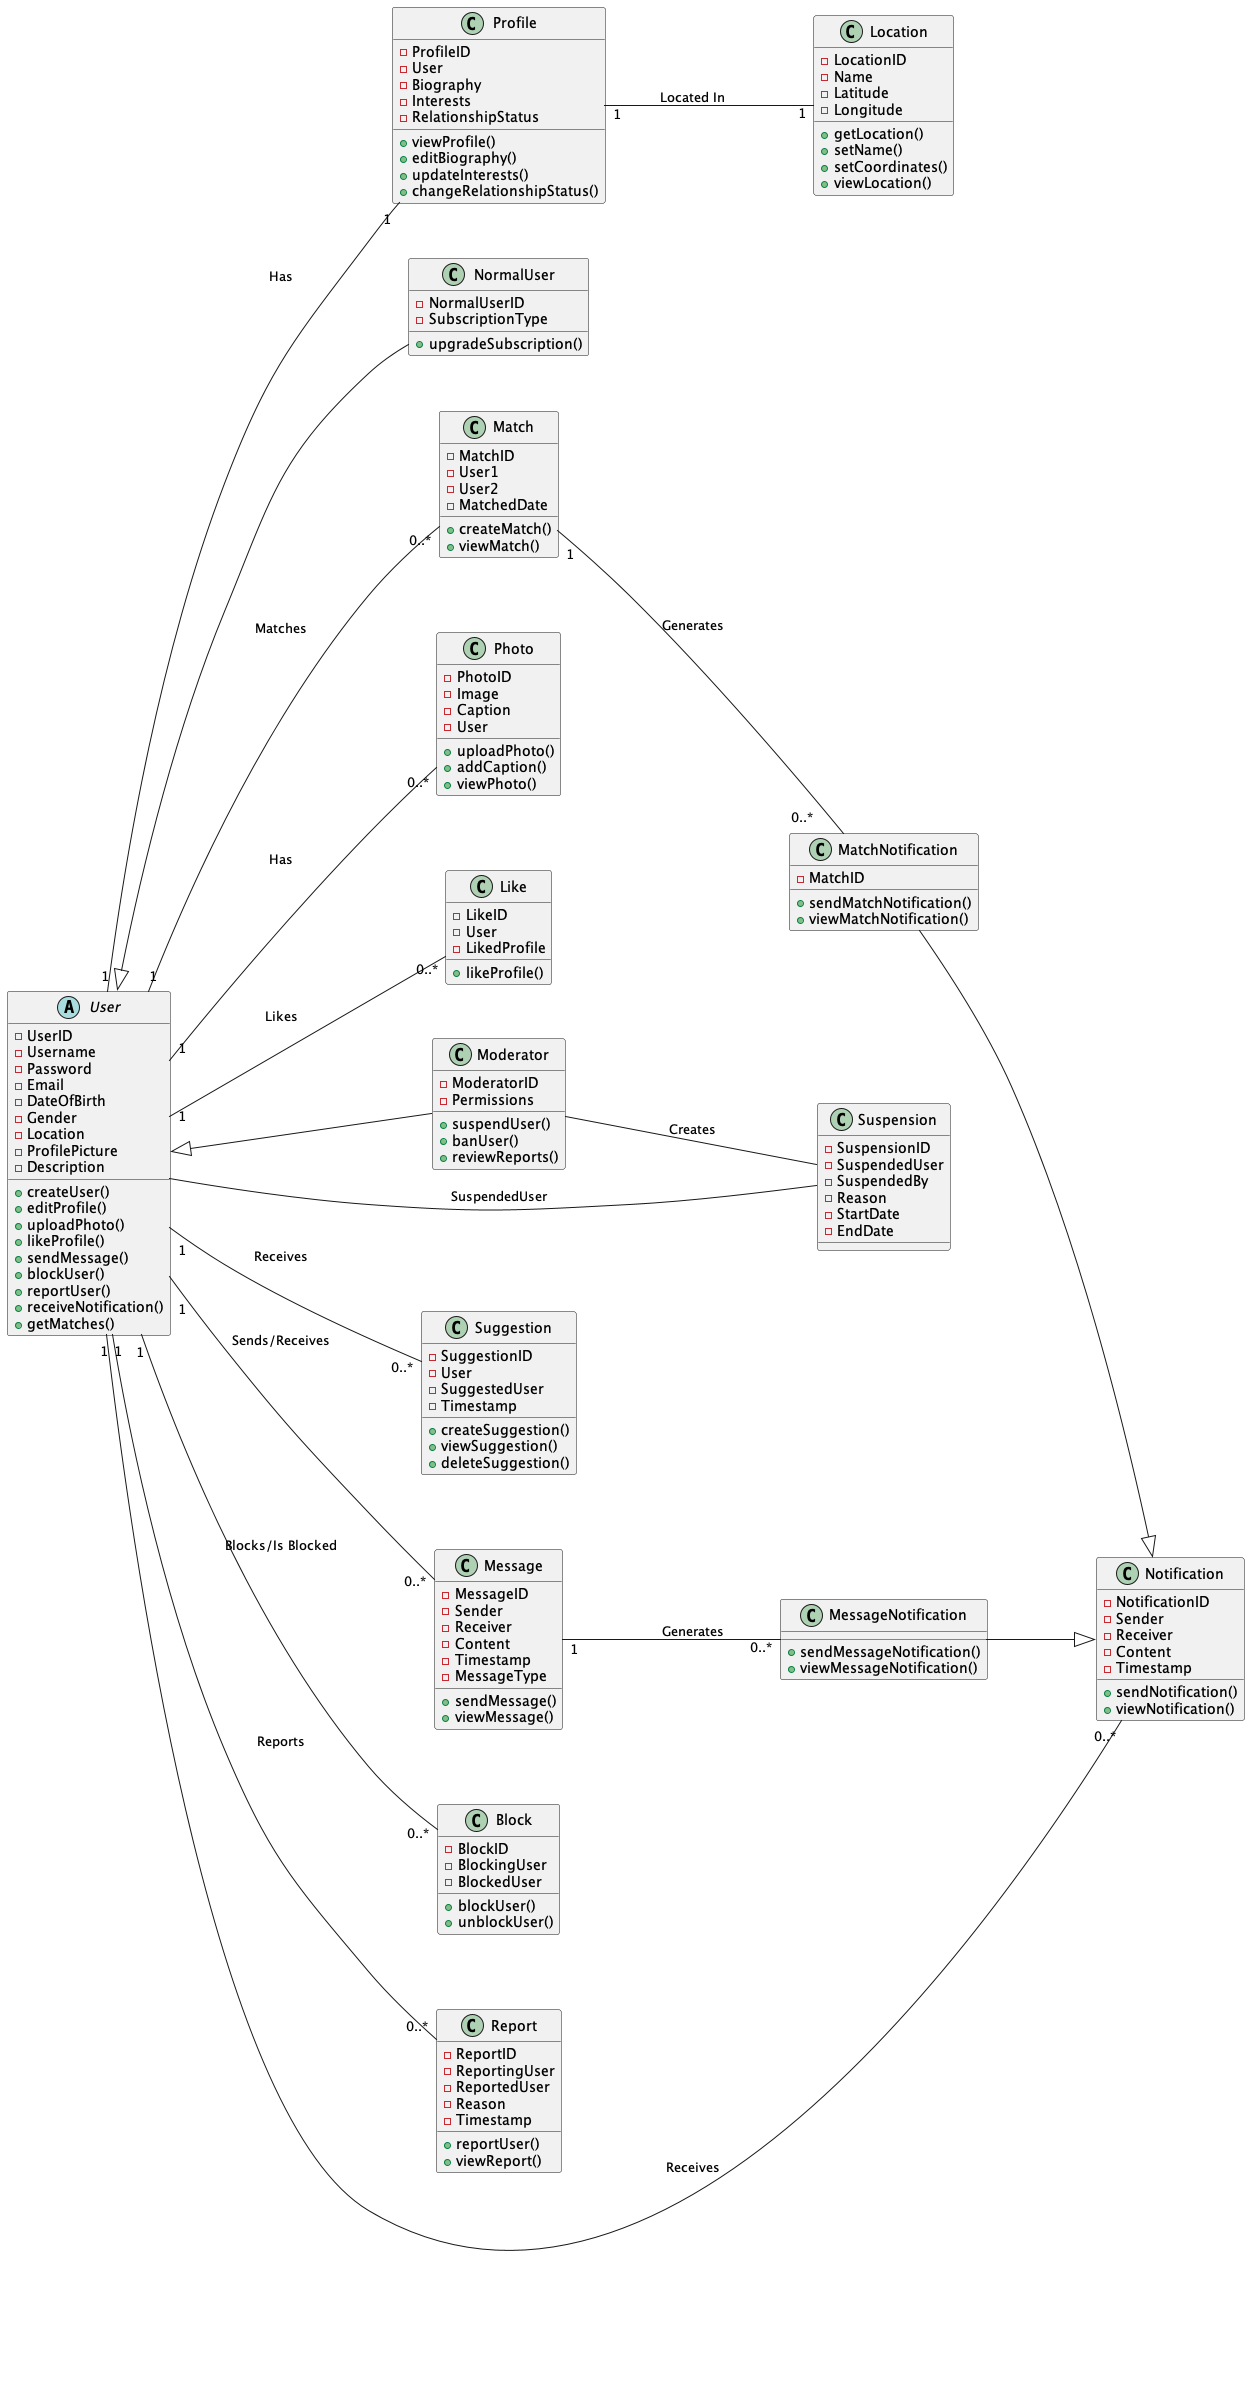 C Profile
ProfileID
User
Biography
Interests
RelationshipStatus
viewProfile()
editBiography()
updateInterests()
changeRelationshipStatus()
C Location
LocationID
Name
Latitude
Longitude
getLocation()
setName()
setCoordinates()
viewLocation()
Located In
1
1
1
Has
C NormalUser
NormalUserID
SubscriptionType
upgradeSubscription()
C Match
MatchID
User1
User2
MatchedDate
createMatch()
viewMatch()
0..*
1
Matches
Generates
C Photo
PhotoID
Image
Caption
User
uploadPhoto()
addCaption()
viewPhoto()
0..*
Has
0..*
C MatchNotification
MatchID
sendMatchNotification()
viewMatchNotification()
C Like
LikeID
User
LikedProfile
likeProfile()
0..*
Likes
1
1
A User
UserID
Username
Password
Email
DateOfBirth
Gender
Location
ProfilePicture
Description
createUser()
editProfile()
uploadPhoto()
likeProfile()
sendMessage()
blockUser()
reportUser()
receiveNotification()
getMatches()
1
1
1
1
1
1
1
C Moderator
ModeratorID
Permissions
suspendUser()
banUser()
reviewReports()
Creates
C Suspension
SuspensionID
SuspendedUser
SuspendedBy
Reason
StartDate
EndDate
SuspendedUser
Receives
C Suggestion
SuggestionID
User
SuggestedUser
Timestamp
createSuggestion()
viewSuggestion()
deleteSuggestion()
0..*
Sends/Receives
C Message
MessageID
Sender
Receiver
Content
Timestamp
MessageType
sendMessage()
viewMessage()
0..*
1
Generates
0..*
C MessageNotification
sendMessageNotification()
viewMessageNotification()
C Notification
NotificationID
Sender
Receiver
Content
Timestamp
sendNotification()
viewNotification()
0..*
Blocks/Is Blocked
C Block
BlockID
BlockingUser
BlockedUser
blockUser()
unblockUser()
0..*
Reports
C Report
ReportID
ReportingUser
ReportedUser
Reason
Timestamp
reportUser()
viewReport()
0..*
Receives